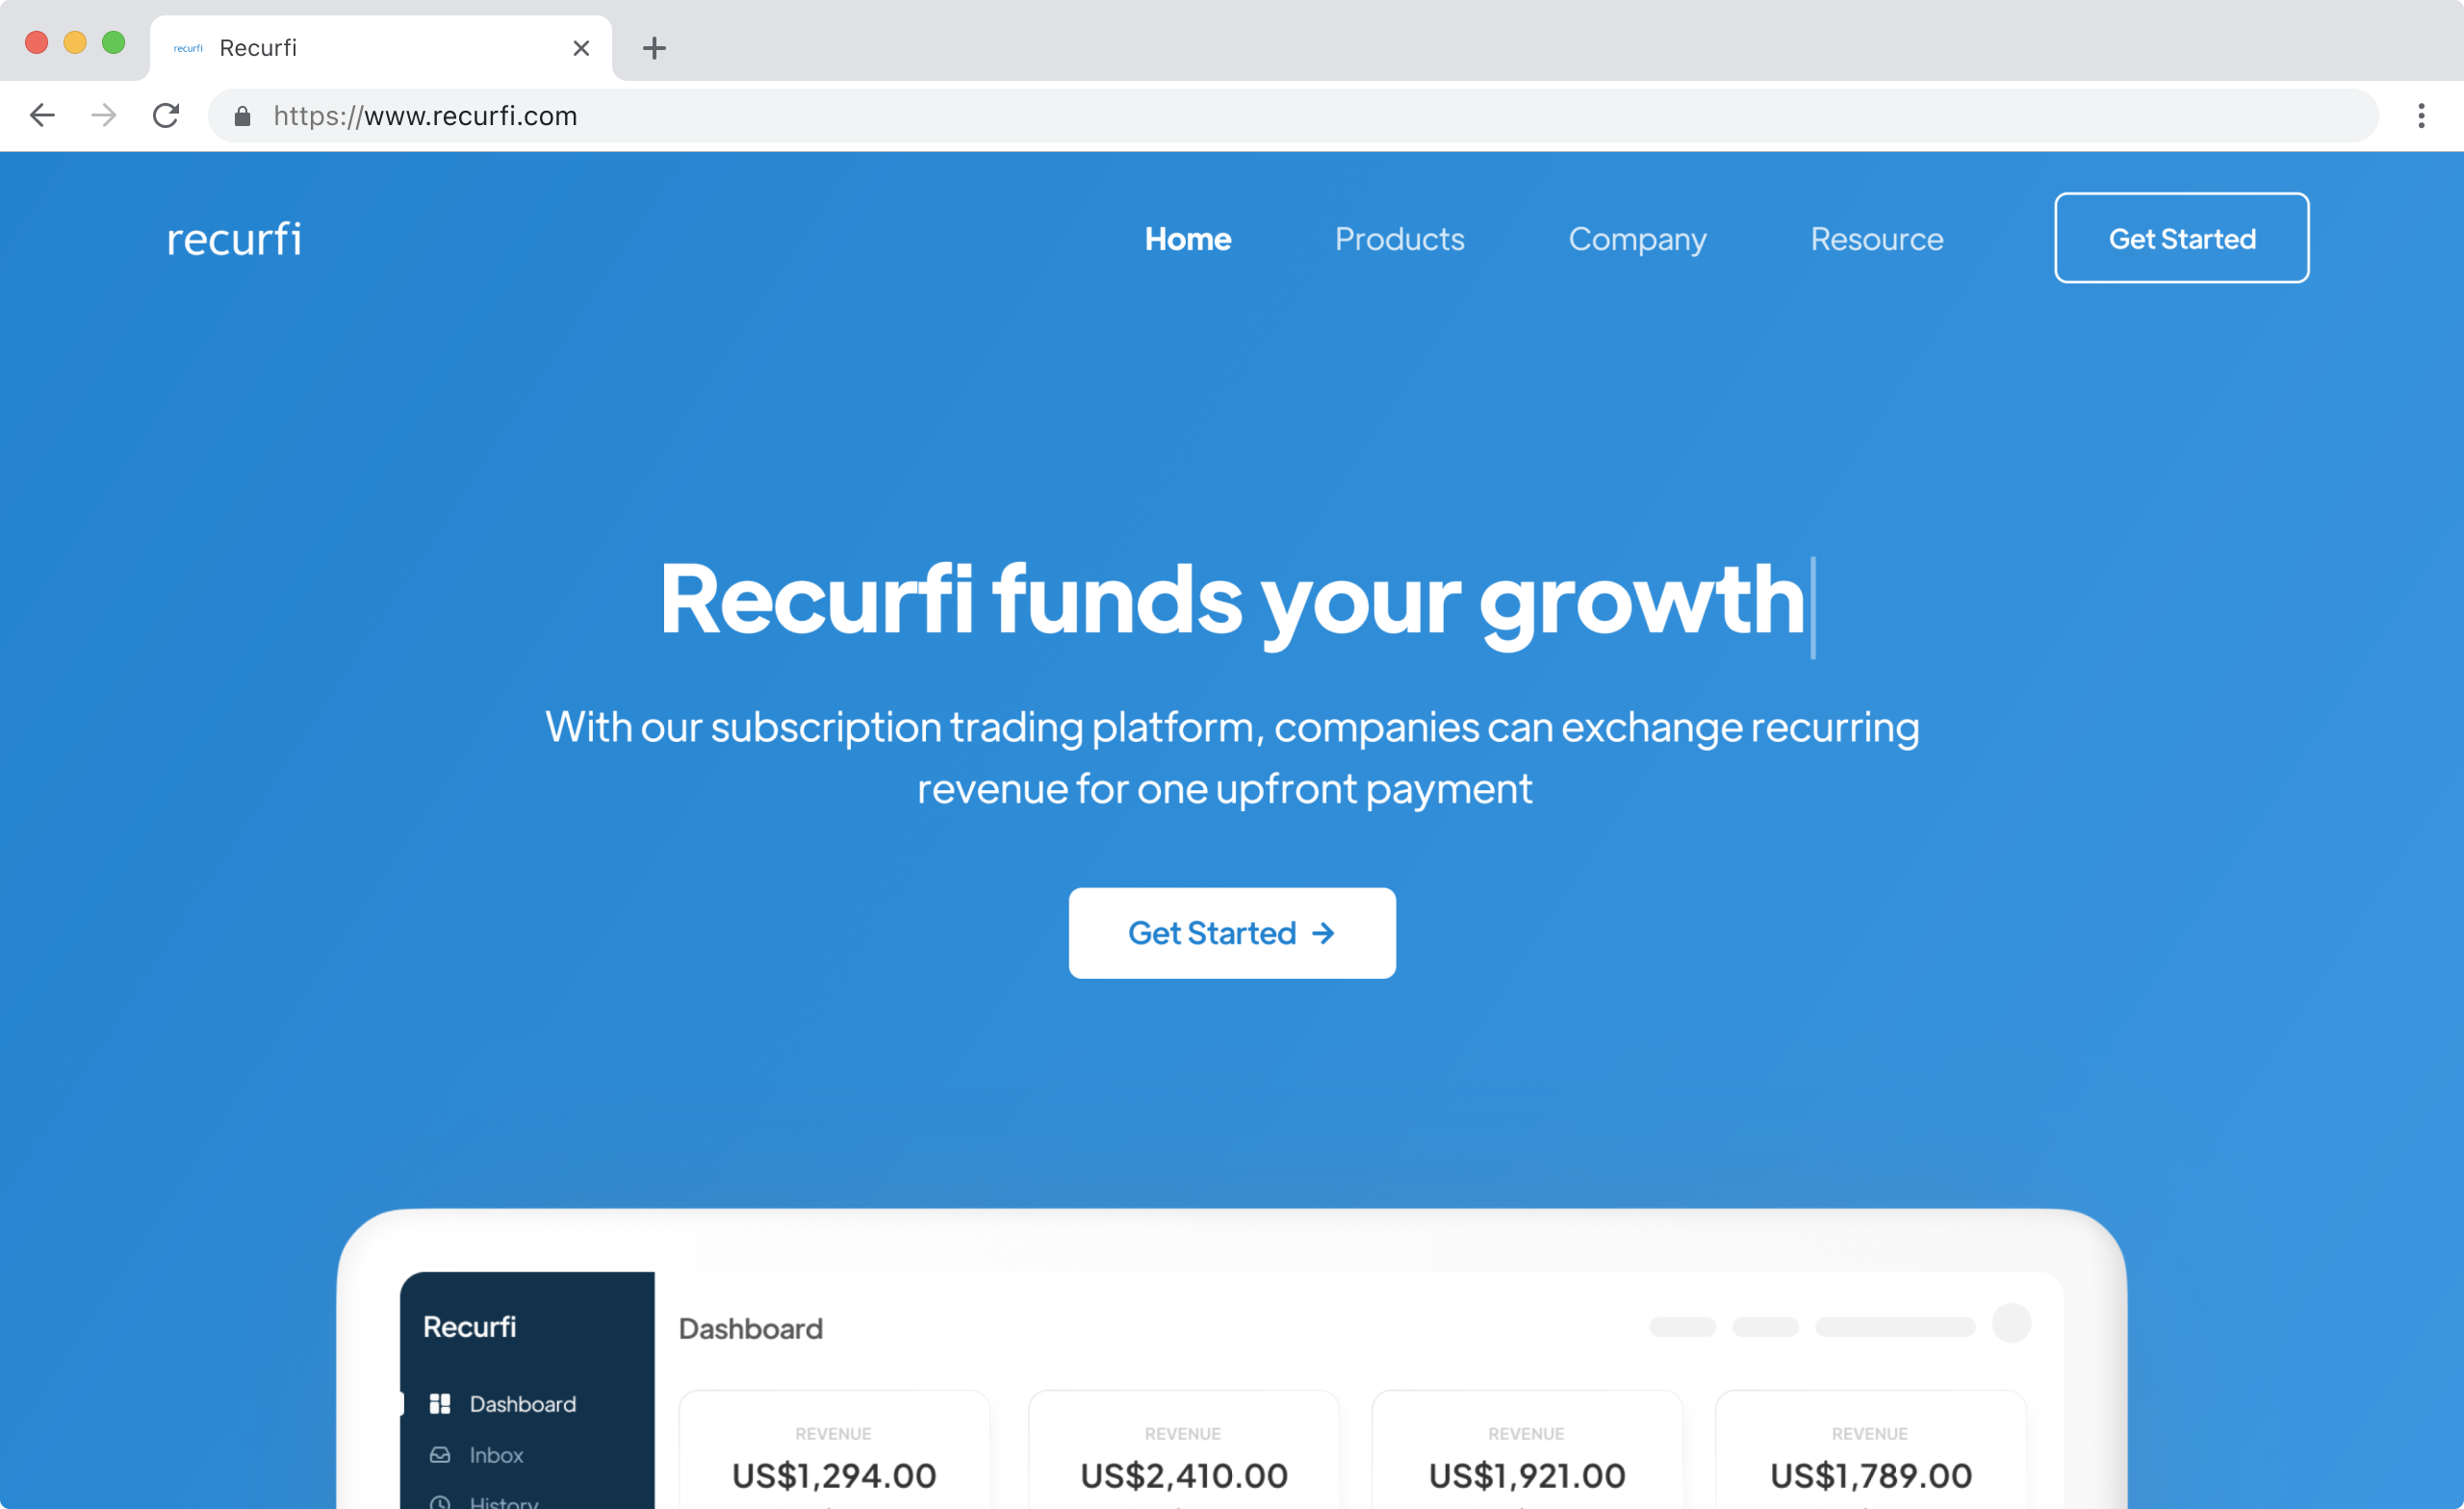 recurfi Recurfi
https://www.recurfi.com
recurfi Home Products Company Resource Get Started
Recurfi funds your growth
With our subscription trading platform, companies can exchange recurring
revenue for one upfront payment
Get Started →
Recurfi
Dashboard
Dashboard
Inbox
History
REVENUE REVENUE REVENUE REVENUE
US$1,294.00 US$2,410.00 US$1,921.00 US$1,789.00